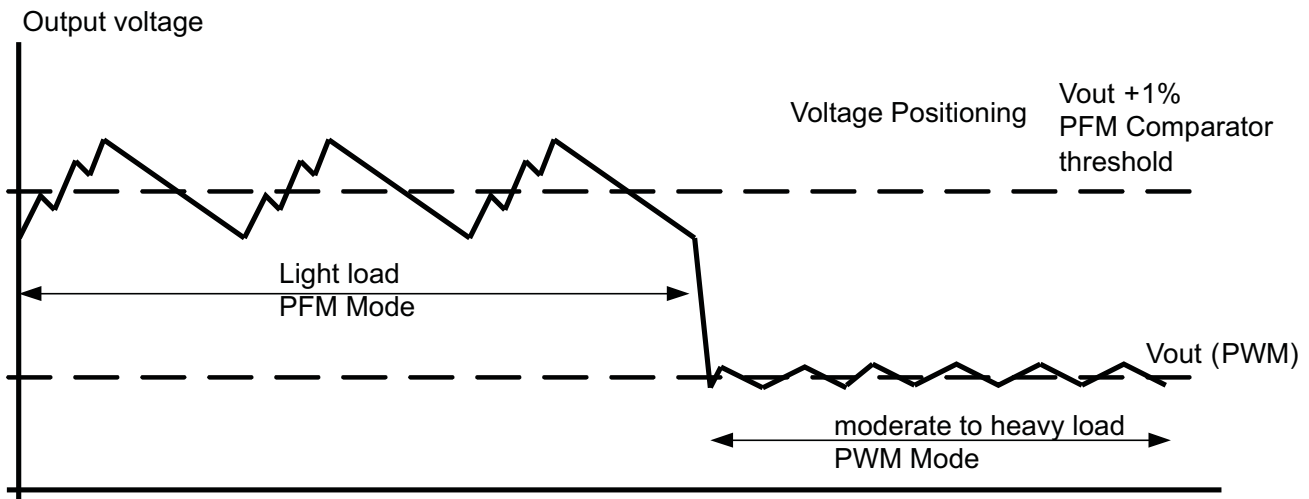 Output voltage
Voltage Positioning
Vout +1%
PFM Comparator
threshold
Light load
PFM Mode
Vout (PWM)
moderate to heavy load
PWM Mode